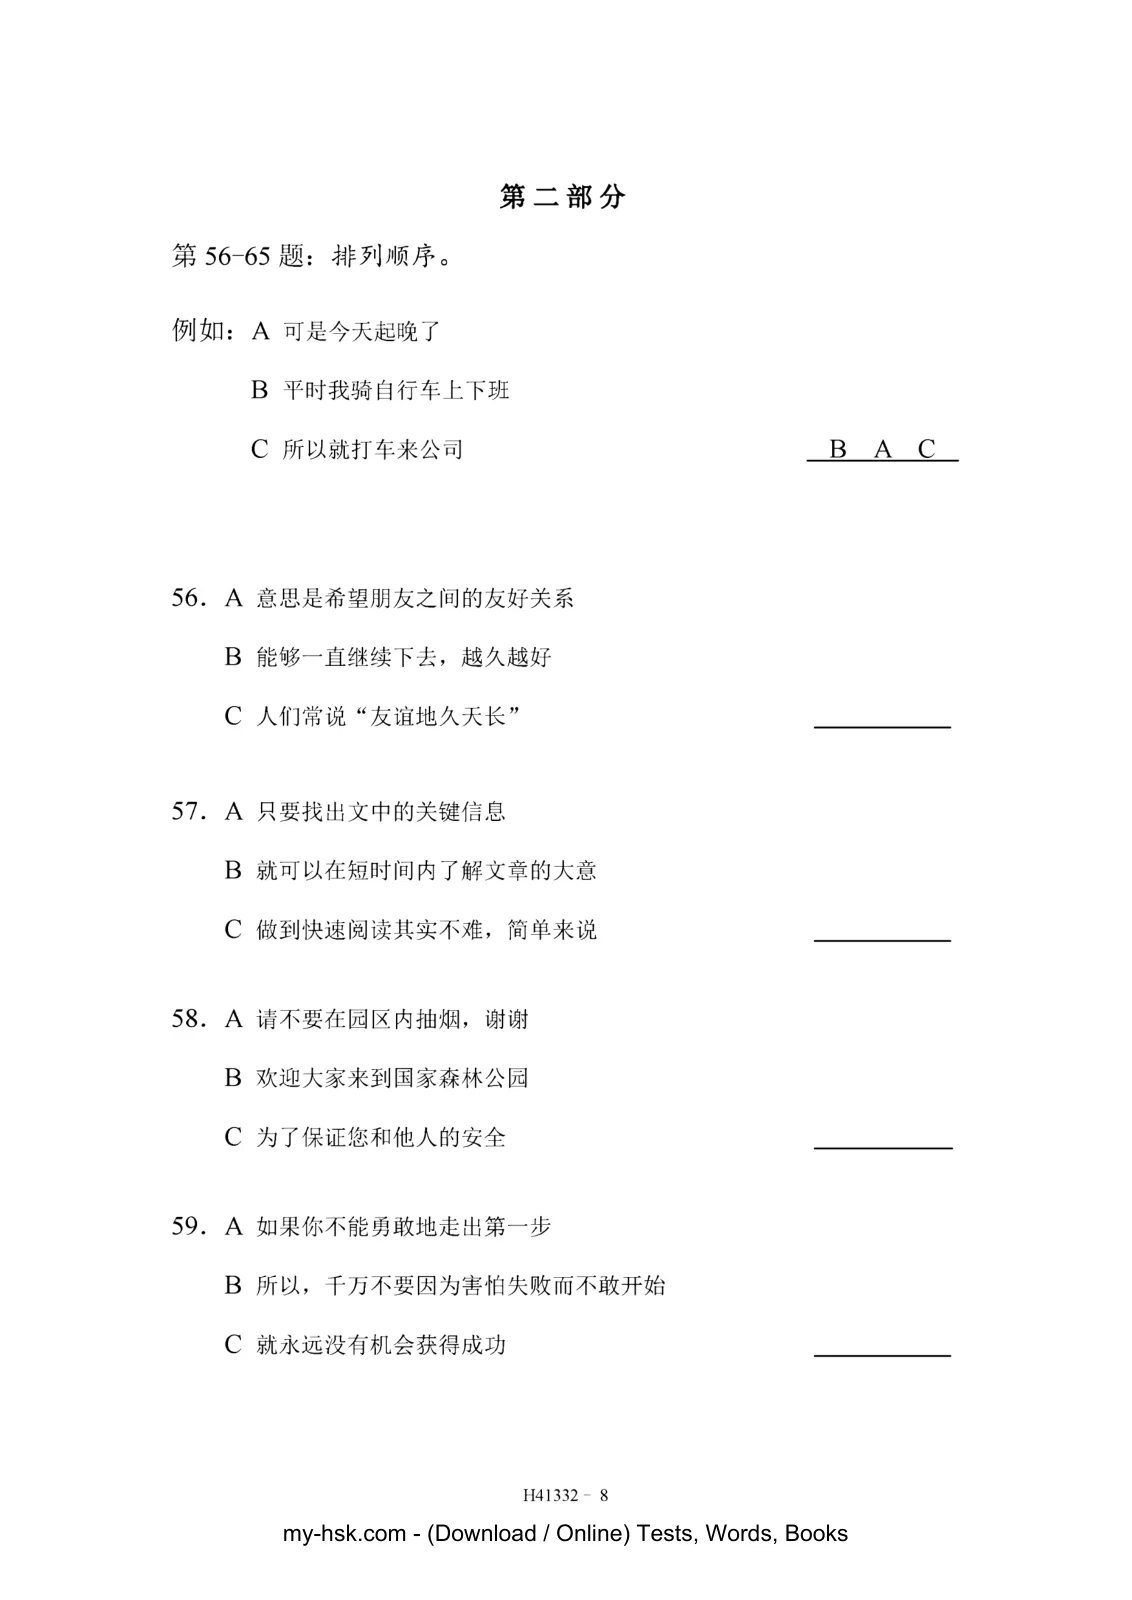 第二部分
第 56-65 题：排列顺序。
例如：A 可是今天起晚了
B 平时我骑自行车上下班
C 所以就打车来公司 B A C
56．A 意思是希望朋友之间的友好关系
B 能够一直继续下去，越久越好
C 人们常说“友谊地久天长”
57．A 只要找出文中的关键信息
B 就可以在短时间内了解文章的大意
C 做到快速阅读其实不难，简单来说
58．A 请不要在园区内抽烟，谢谢
B 欢迎大家来到国家森林公园
C 为了保证您和他人的安全
59．A 如果你不能勇敢地走出第一步
B 所以，千万不要因为害怕失败而不敢开始
C 就永远没有机会获得成功
H41332- 8
my-hsk.com - (Download / Online) Tests, Words, Books